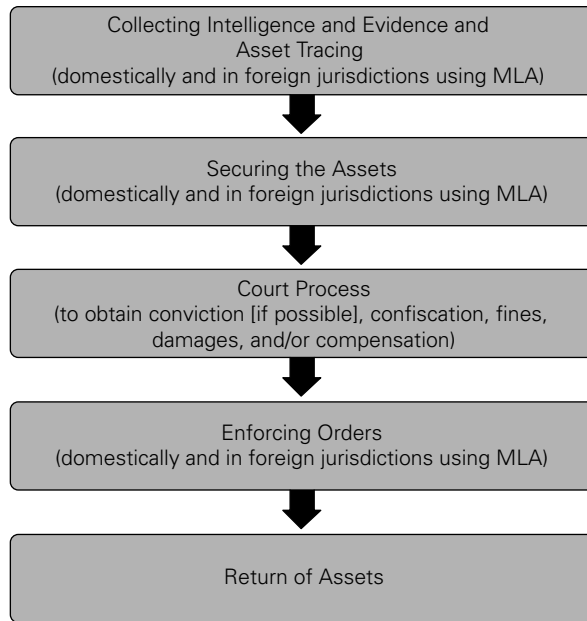 Collecting Intelligence and Evidence and
Asset Tracing
(domestically and in foreign jurisdictions using MLA)
Securing the Assets
(domestically and in foreign jurisdictions using MLA)
Court Process
(to obtain conviction [if possible], confiscation, fines,
damages, and/or compensation)
Enforcing Orders
(domestically and in foreign jurisdictions using MLA)
Return of Assets